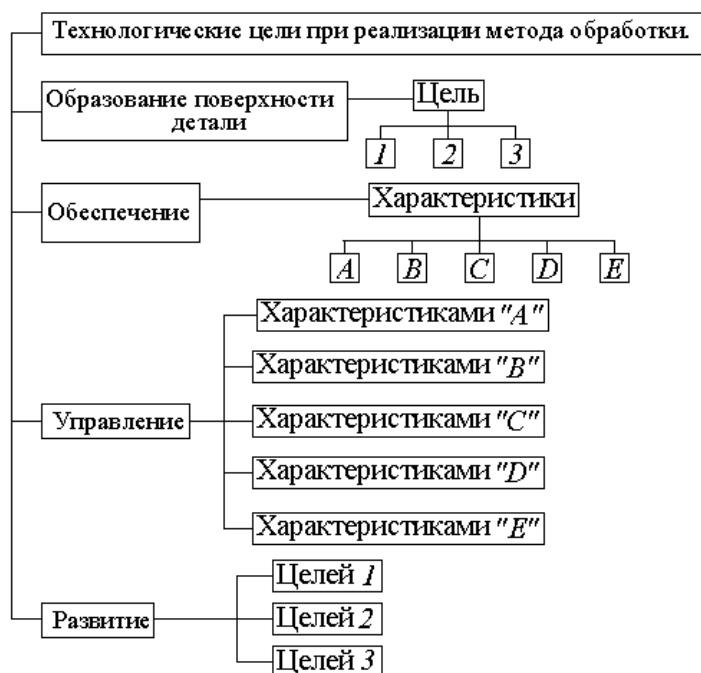 Технологические цели при реализации метода обработки.
Образование поверхности
детали
Цель
1 2 3
Обеспечение
Характеристики
A B C D E
Управление
Характеристиками "A"
Характеристиками "B"
Характеристиками "C"
Характеристиками "D"
Характеристиками "E"
Развитие
Целей 1
Целей 2
Целей 3